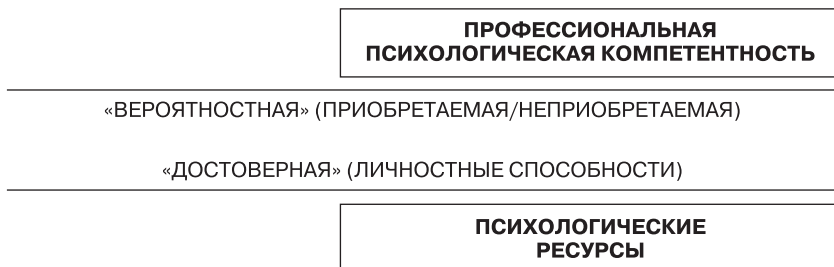 ПРОФЕССИОНАЛЬНАЯ
ПСИХОЛОГИЧЕСКАЯ КОМПЕТЕНТНОСТЬ
«ВЕРОЯТНОСТНАЯ» (ПРИОБРЕТАЕМАЯ/НЕПРИОБРЕТАЕМАЯ)
«ДОСТОВЕРНАЯ» (ЛИЧНОСТНЫЕ СПОСОБНОСТИ)
ПСИХОЛОГИЧЕСКИЕ
РЕСУРСЫ